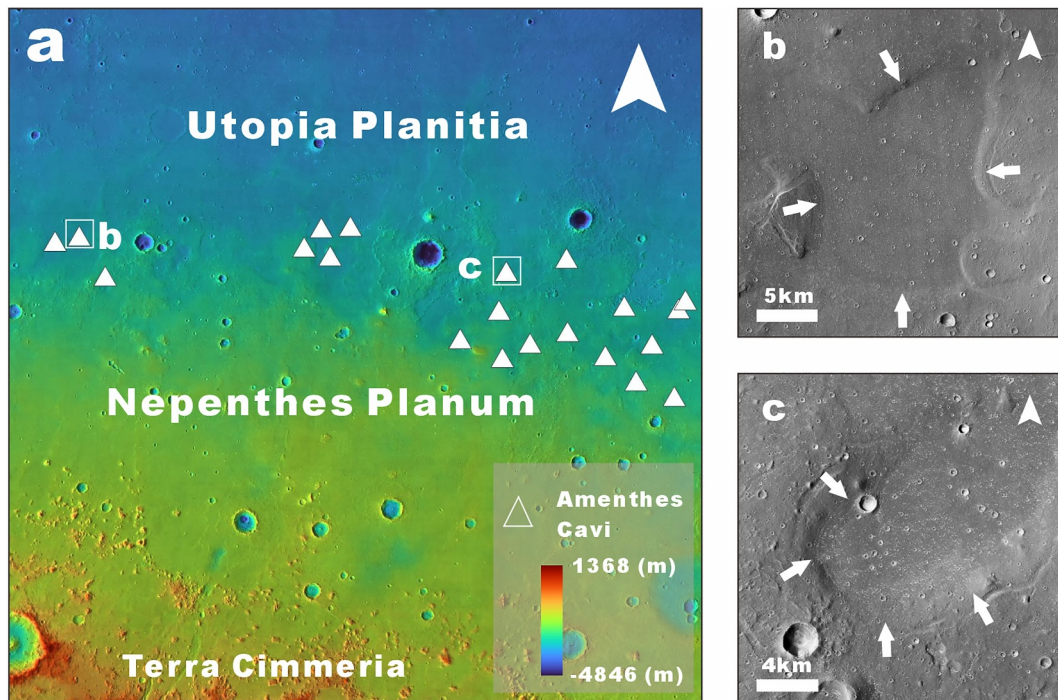 a
Utopia Planitia
b
c
Nepenthes Planum
Amenthes
Cavi
1368 (m)
-4846 (m)
Terra Cimmeria
b
5km
c
4km